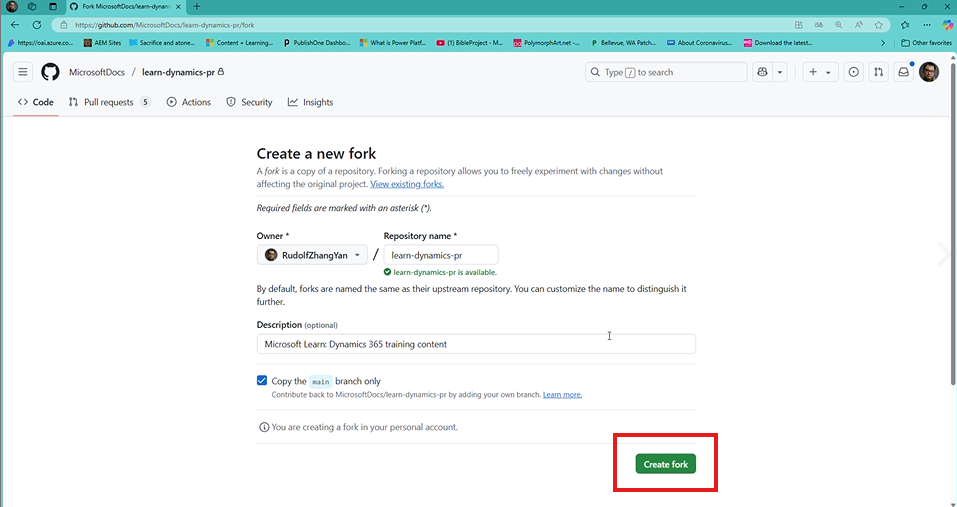 Fork MicrosoftDocs/learn-dynami
https://github.com/MicrosoftDocs/learn-dynamics-pr/fork
https://oai.azure.co...
AEM Sites
Sacrifice and atone...
Content + Learning...
PublishOne Dashbo...
What is Power Platf...
(1) BibleProject - M...
PolymorphArt.net -...
Bellevue, WA Patch...
About Coronavirus...
Download the latest...
Other favorites
MicrosoftDocs / learn-dynamics-pr
Type / to search
Code
Pull requests 5
Actions
Security
Insights
Create a new fork
A fork is a copy of a repository. Forking a repository allows you to freely experiment with changes without
affecting the original project. View existing forks.
Required fields are marked with an asterisk (*).
Owner * Repository name *
RudolfZhangYan / learn-dynamics-pr
learn-dynamics-pr is available.
By default, forks are named the same as their upstream repository. You can customize the name to distinguish it
further.
Description (optional)
Microsoft Learn: Dynamics 365 training content
Copy the main branch only
Contribute back to MicrosoftDocs/learn-dynamics-pr by adding your own branch. Learn more.
You are creating a fork in your personal account.
Create fork